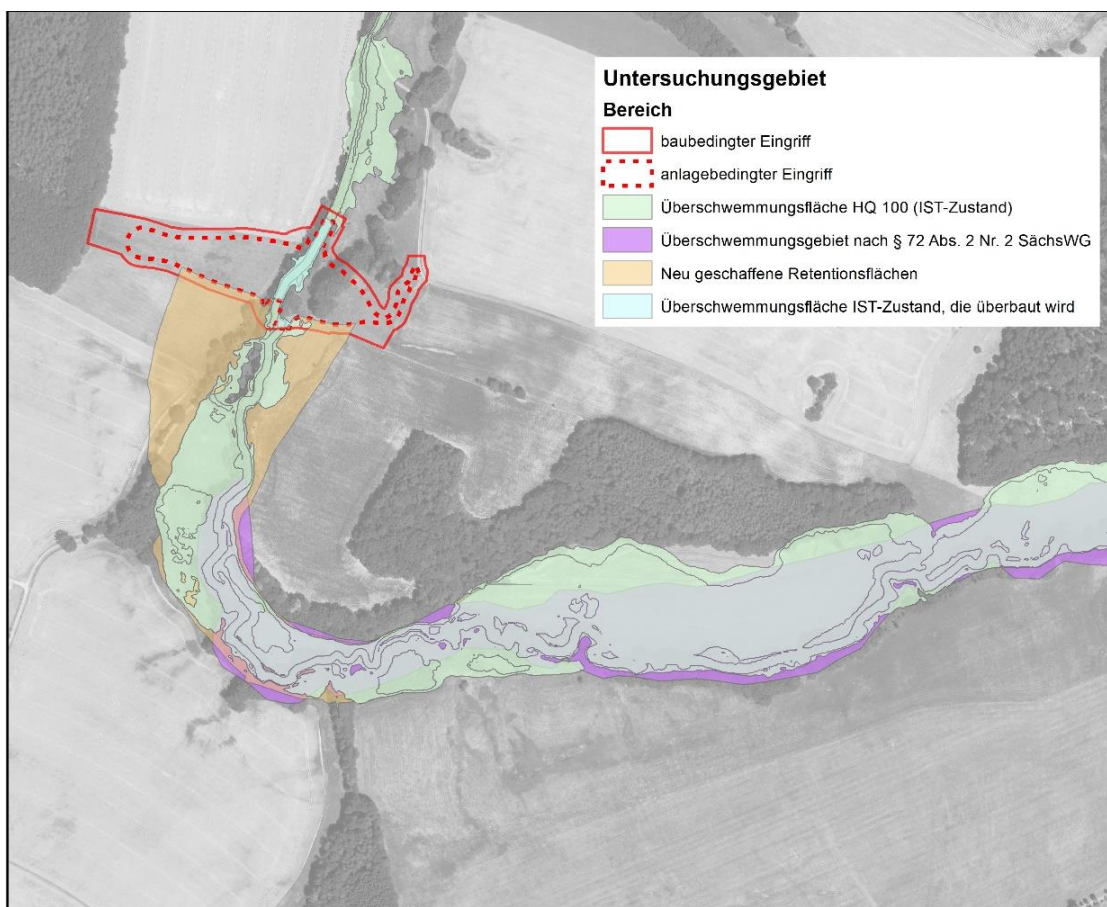 Untersuchungsgebiet
Bereich
baubedingter Eingriff
anlagebedingter Eingriff
Überschwemmungsfläche HQ 100 (IST-Zustand)
Überschwemmungsgebiet nach § 72 Abs. 2 Nr. 2 SächsWG
Neu geschaffene Retentionsflächen
Überschwemmungsfläche IST-Zustand, die überbaut wird